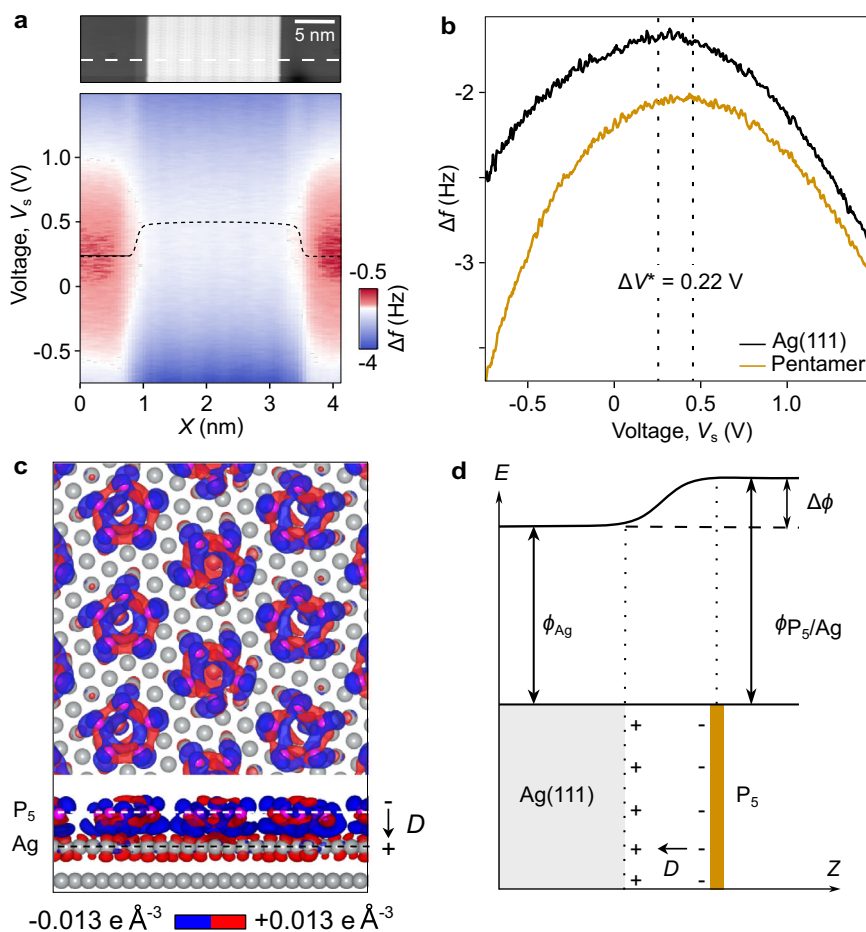 a
5 nm
Voltage, Vs (V)
1.0
0.5
0
-0.5
0
1
2
3
4
X (nm)
-0.5
-4
Δf (Hz)
b
Δf (Hz)
-2
-3
ΔV* = 0.22 V
Ag(111)
Pentamer
-0.5
0
0.5
1.0
Voltage, Vs (V)
c
P5
Ag
-
D
+
-0.013 e Å-3
+0.013 e Å-3
d
E
Δϕ
ϕAg
ϕP5/Ag
Ag(111)
+ -
+ -
+ -
+ -
+ -
D
P5
Z